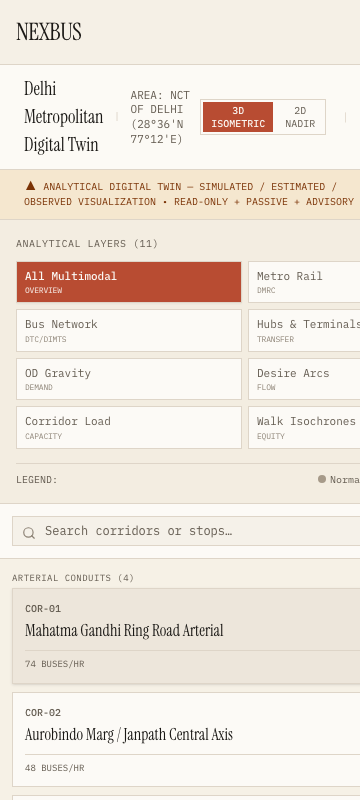 NEXBUS
Delhi
Metropolitan
Digital Twin
AREA: NCT
OF DELHI
(28°36'N
77°12'E)
3D
ISOMETRIC
2D
NADIR
▲ ANALYTICAL DIGITAL TWIN — SIMULATED / ESTIMATED /
OBSERVED VISUALIZATION • READ-ONLY + PASSIVE + ADVISORY
ANALYTICAL LAYERS (11)
All Multimodal
OVERVIEW
Metro Rail
DMRC
Bus Network
DTC/DIMTS
Hubs & Terminals
TRANSFER
OD Gravity
DEMAND
Desire Arcs
FLOW
Corridor Load
CAPACITY
Walk Isochrones
EQUITY
LEGEND:
Norma
Search corridors or stops…
ARTERIAL CONDUITS (4)
COR-01
Mahatma Gandhi Ring Road Arterial
74 BUSES/HR
COR-02
Aurobindo Marg / Janpath Central Axis
48 BUSES/HR